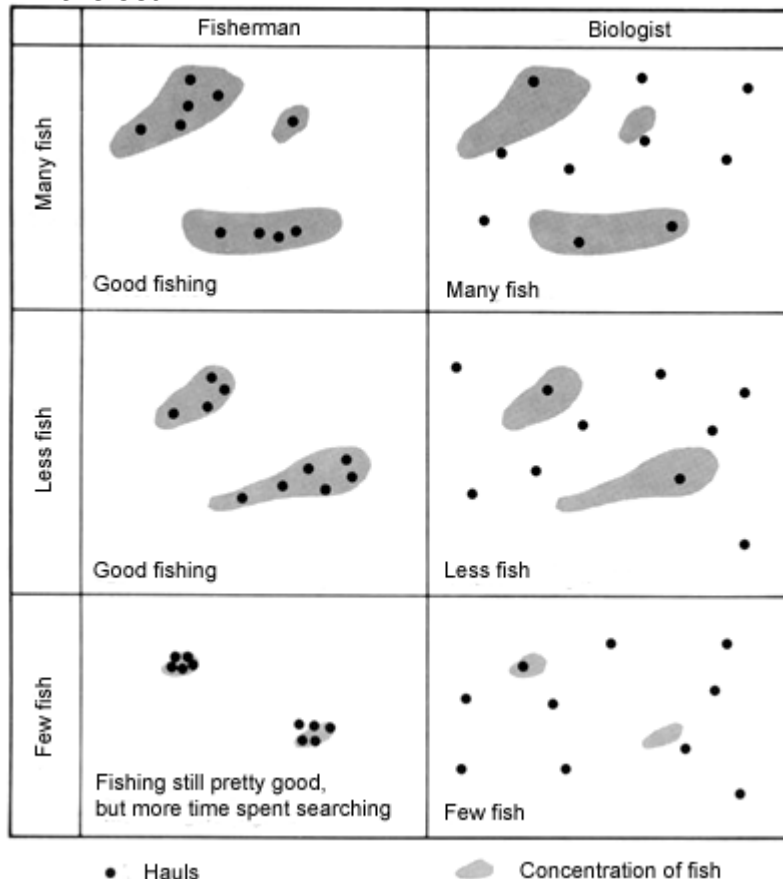 Fisherman
Biologist
Many fish
Good fishing
Many fish
Less fish
Good fishing
Less fish
Few fish
Fishing still pretty good,
but more time spent searching
Few fish
Hauls
Concentration of fish